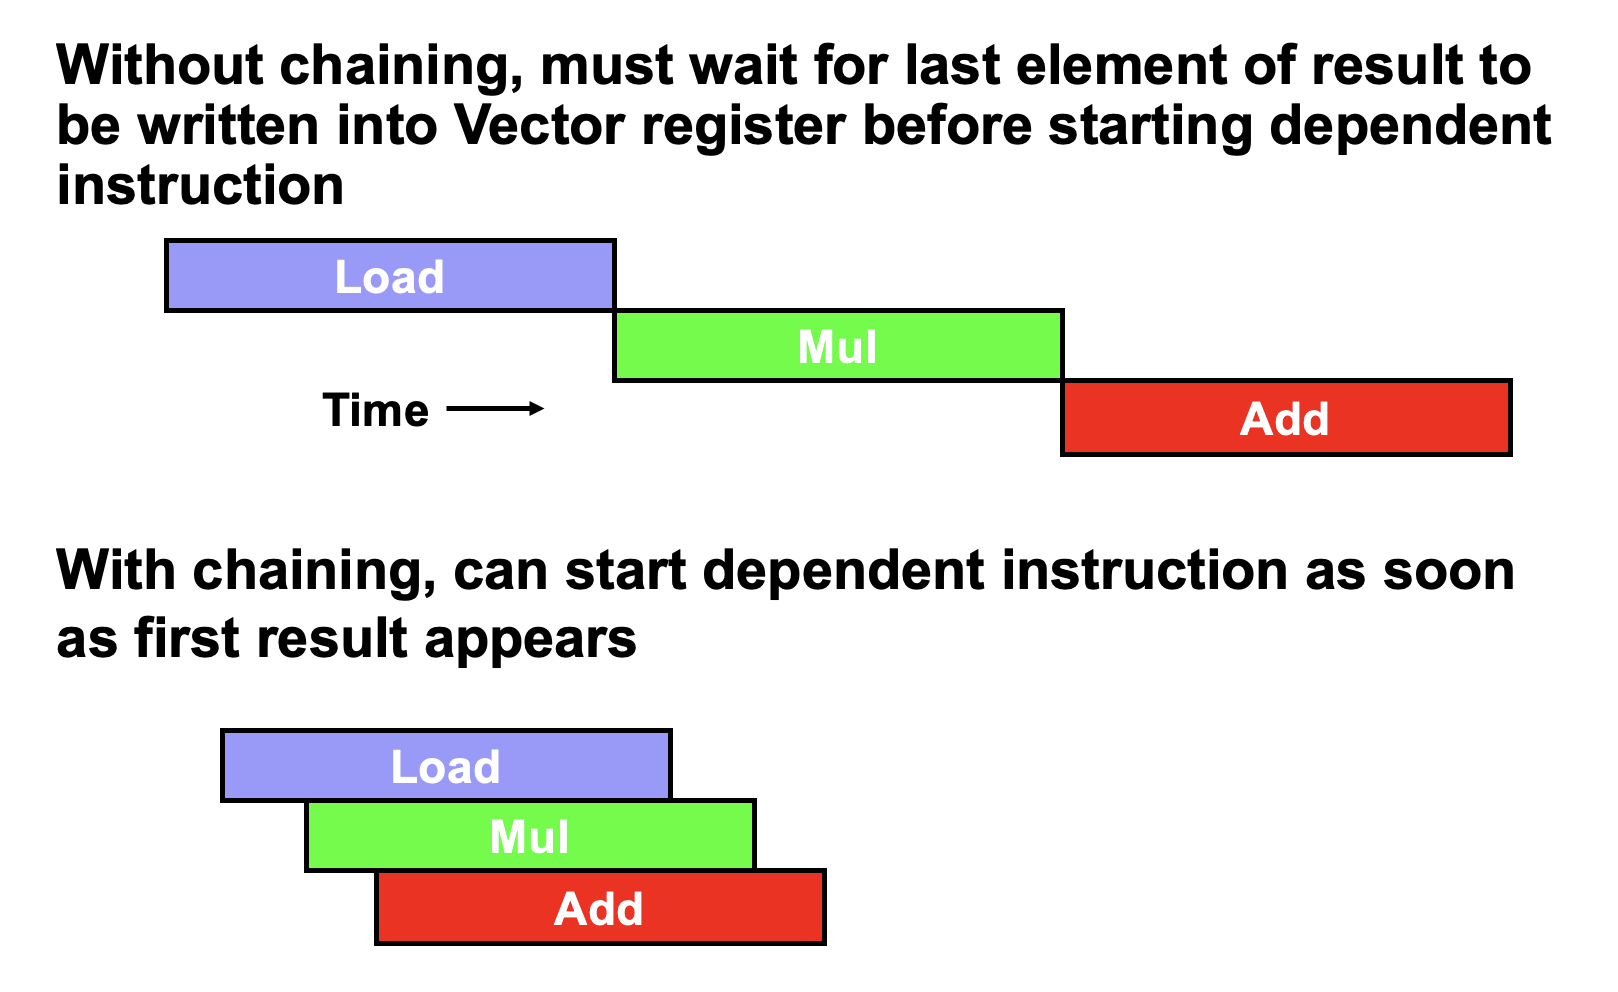 Without chaining, must wait for last element of result to
be written into Vector register before starting dependent
instruction
Load
Mul
Time
Add
With chaining, can start dependent instruction as soon
as first result appears
Load
Mul
Add